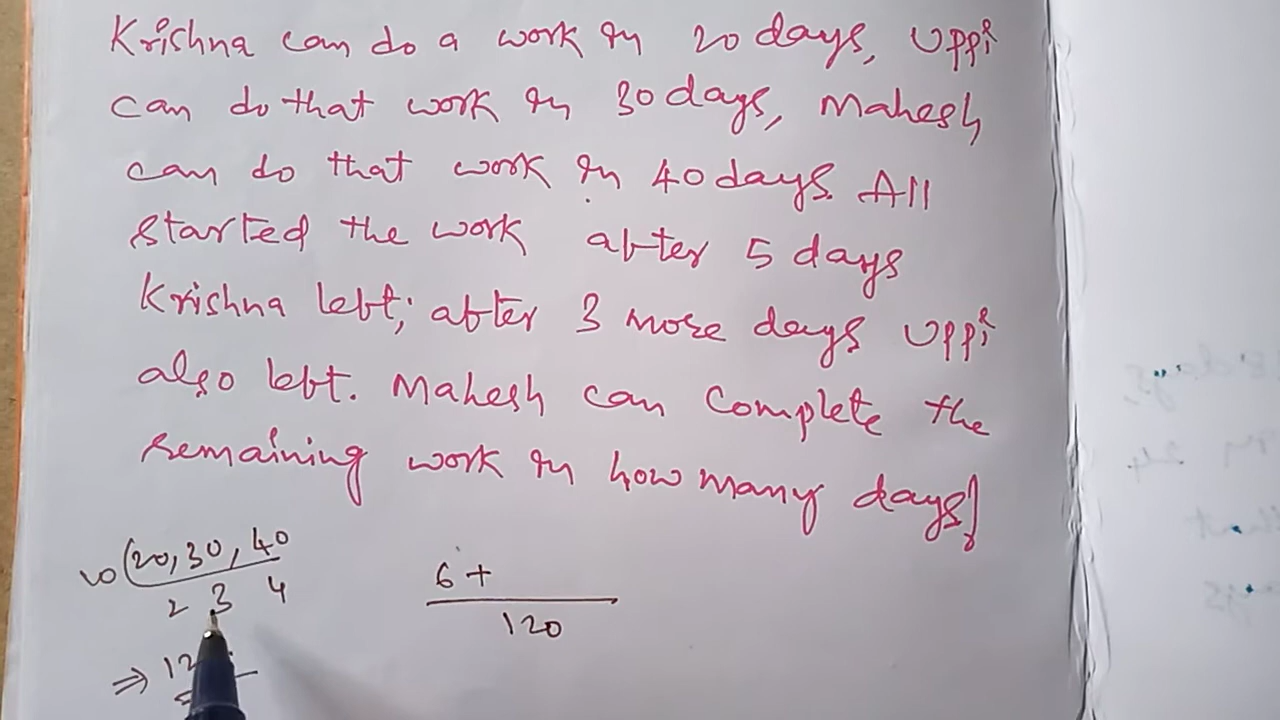 Krishna can do a work in 20 days, Uppi
can do that work in 30 days, Mahesh
can do that work in 40 days. All
started the work after 5 days
Krishna left; after 3 more days Uppi
also left. Mahesh can complete the
remaining work in how many days?
10(20, 30, 40
2 3 4
6 +
120
⇒ 12